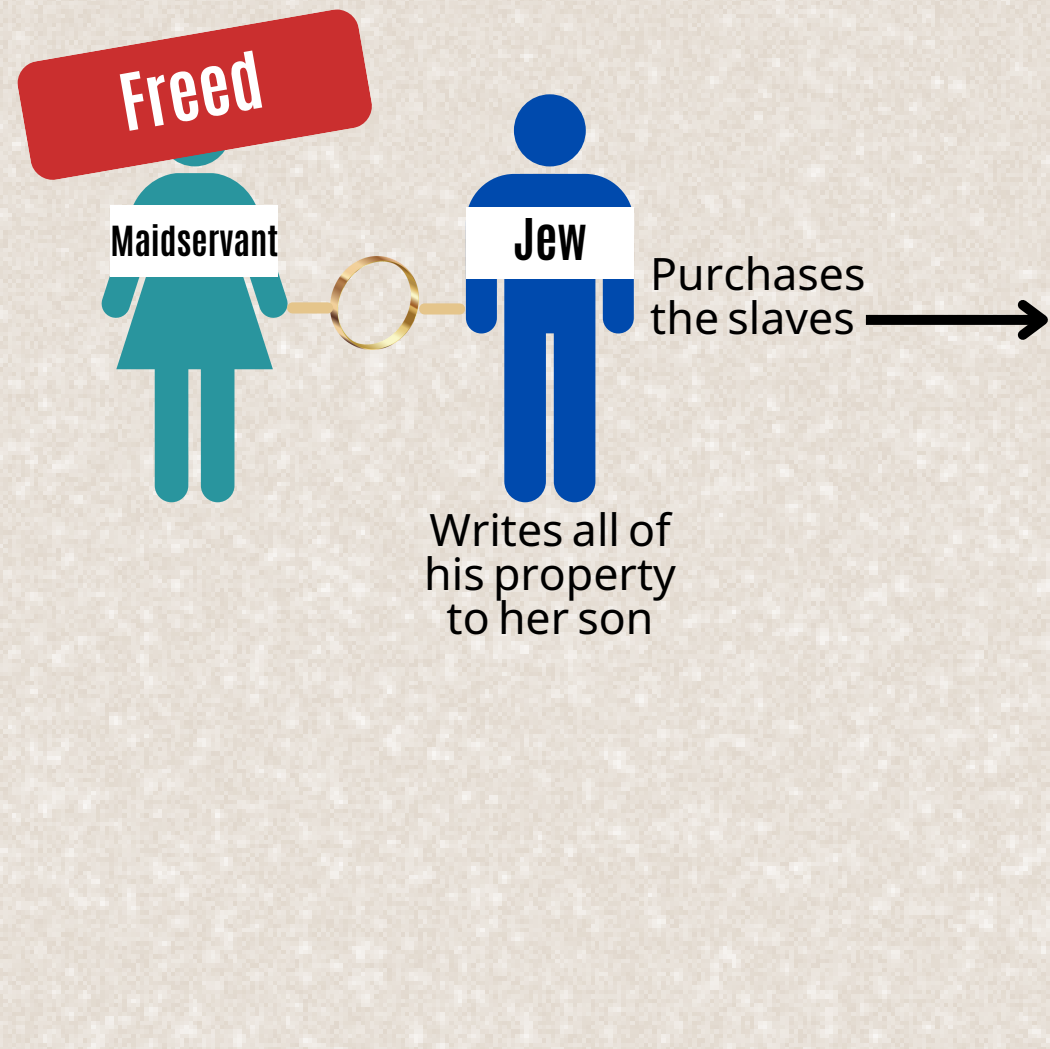 Freed
Maidservant
Jew
Purchases
the slaves
Writes all of
his property
to her son